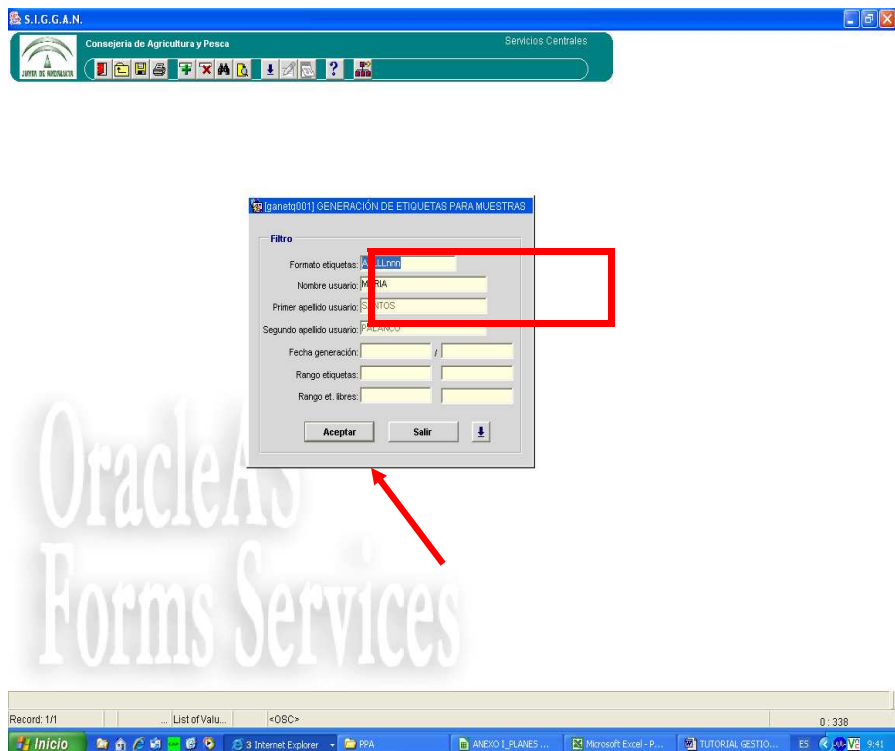 S.I.G.G.A.N.
Consejeria de Agricultura y Pesca
Servicios Centrales
JUNTA DE ANDALUCIA
[ganetq001] GENERACIÓN DE ETIQUETAS PARA MUESTRAS
Filtro
Formato etiquetas:
Nombre usuario: MARIA
Primer apellido usuario: SANTOS
Segundo apellido usuario: PALANCO
Fecha generación: /
Rango etiquetas:
Rango et. libres:
Aceptar Salir
OracleAS
Forms Services
Record: 1/1 ... List of Valu... <OSC> 0 : 338
Inicio 3 Internet Explorer PPA ANEXO I_PLANES ... Microsoft Excel - P... TUTORIAL GESTIO... ES 9:41